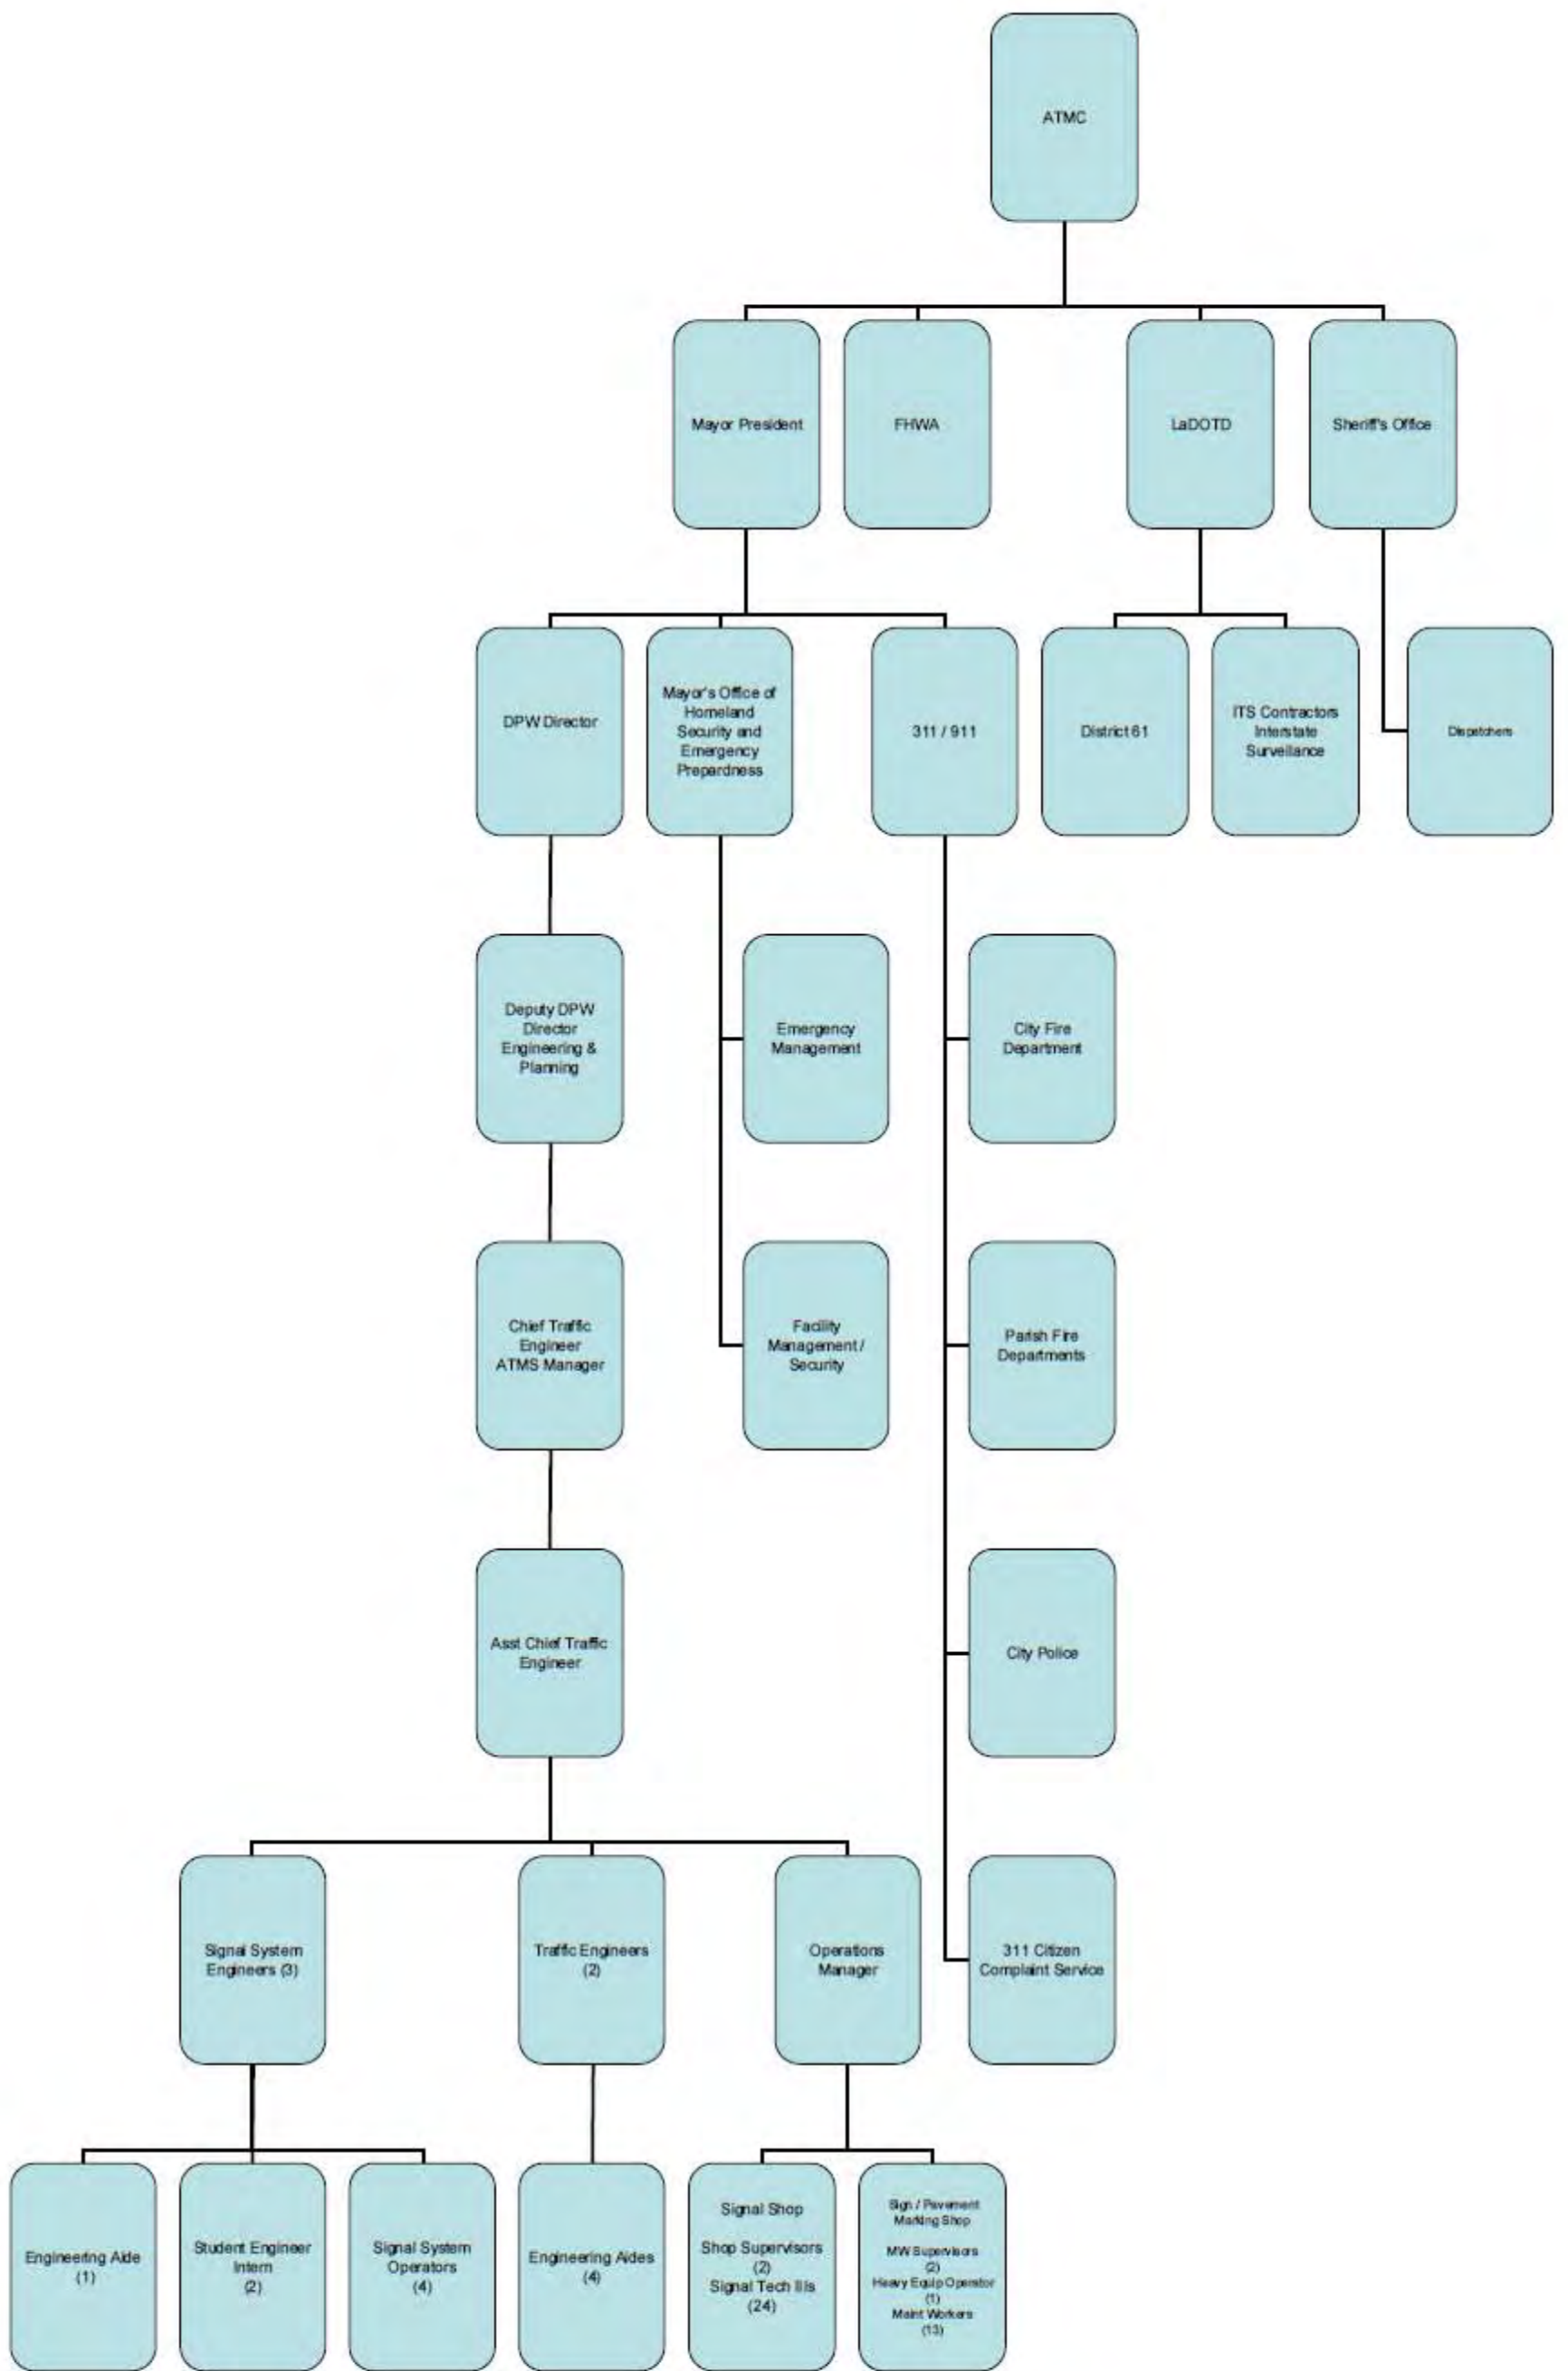 ATMC
Mayor President
FHWA
LaDOTD
Sheriff's Office
DPW Director
Mayor's Office of
Homeland
Security and
Emergency
Prepardness
311 / 911
District 61
ITS Contractors
Interstate
Surveillance
Dispatchers
Deputy DPW
Director
Engineering &
Planning
Emergency
Management
City Fire
Department
Chief Traffic
Engineer
ATMS Manager
Facility
Management /
Security
Parish Fire
Departments
Asst Chief Traffic
Engineer
City Police
Signal System
Engineers (3)
Traffic Engineers
(2)
Operations
Manager
311 Citizen
Complaint Service
Engineering Aide
(1)
Student Engineer
Intern
(2)
Signal System
Operators
(4)
Engineering Aides
(4)
Signal Shop
Shop Supervisors
(2)
Signal Tech IIIs
(24)
Sign / Pavement
Marking Shop
MW Supervisors
(2)
Heavy Equip Operator
(1)
Maint Workers
(13)